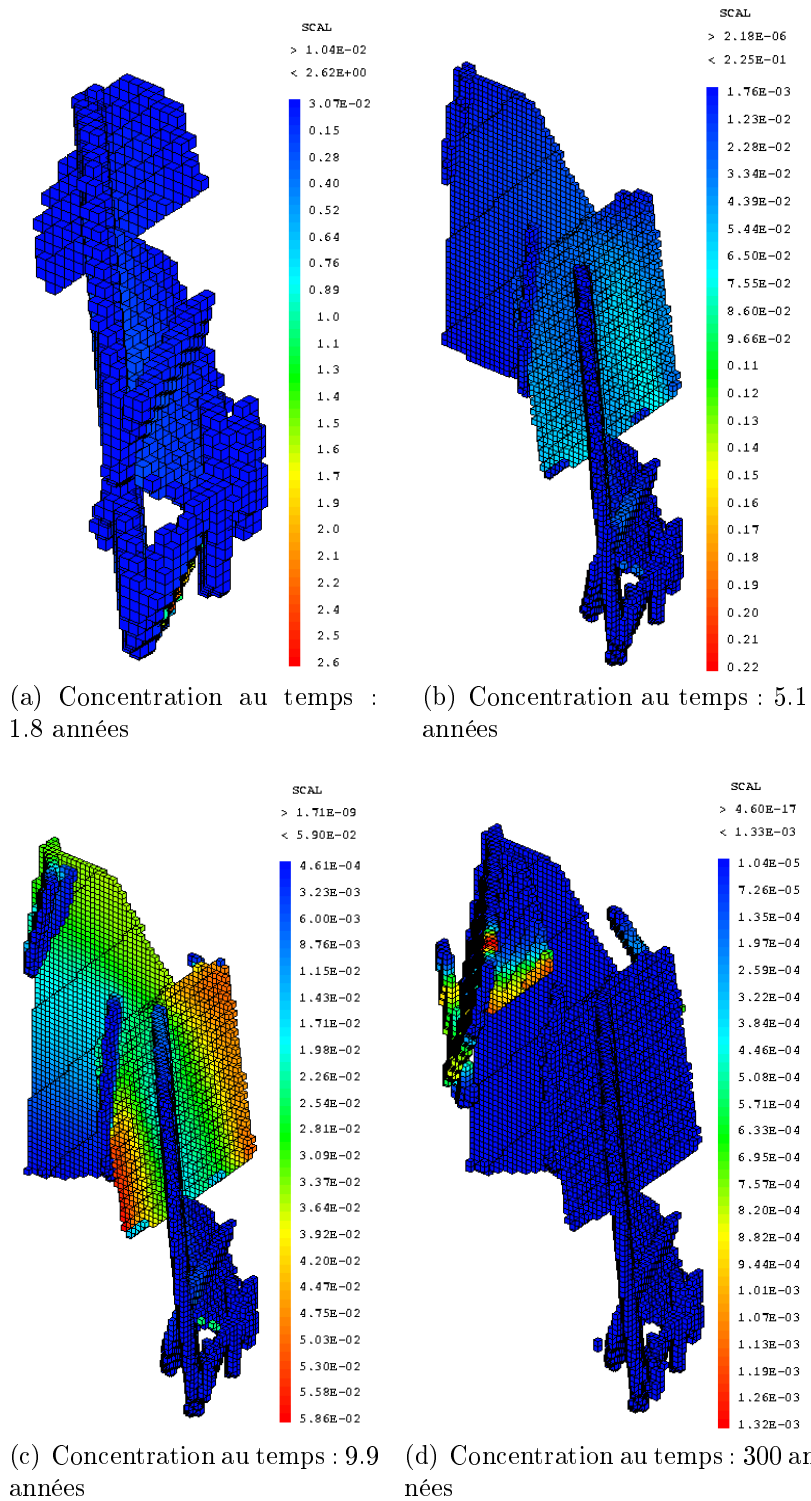 SCAL
> 1.04E-02
< 2.62E+00
3.07E-02
0.15
0.28
0.40
0.52
0.64
0.76
0.89
1.0
1.1
1.3
1.4
1.5
1.6
1.7
1.9
2.0
2.1
2.2
2.4
2.5
2.6
(a) Concentration au temps :
1.8 années
SCAL
> 2.18E-06
< 2.25E-01
1.76E-03
1.23E-02
2.28E-02
3.34E-02
4.39E-02
5.44E-02
6.50E-02
7.55E-02
8.60E-02
9.66E-02
0.11
0.12
0.13
0.14
0.15
0.16
0.17
0.18
0.19
0.20
0.21
0.22
(b) Concentration au temps : 5.1
années
SCAL
> 1.71E-09
< 5.90E-02
4.61E-04
3.23E-03
6.00E-03
8.76E-03
1.15E-02
1.43E-02
1.71E-02
1.98E-02
2.26E-02
2.54E-02
2.81E-02
3.09E-02
3.37E-02
3.64E-02
3.92E-02
4.20E-02
4.47E-02
4.75E-02
5.03E-02
5.30E-02
5.58E-02
5.86E-02
(c) Concentration au temps : 9.9
années
SCAL
> 4.60E-17
< 1.33E-03
1.04E-05
7.26E-05
1.35E-04
1.97E-04
2.59E-04
3.22E-04
3.84E-04
4.46E-04
5.08E-04
5.71E-04
6.33E-04
6.95E-04
7.57E-04
8.20E-04
8.82E-04
9.44E-04
1.01E-03
1.07E-03
1.13E-03
1.19E-03
1.26E-03
1.32E-03
(d) Concentration au temps : 300 an
nées